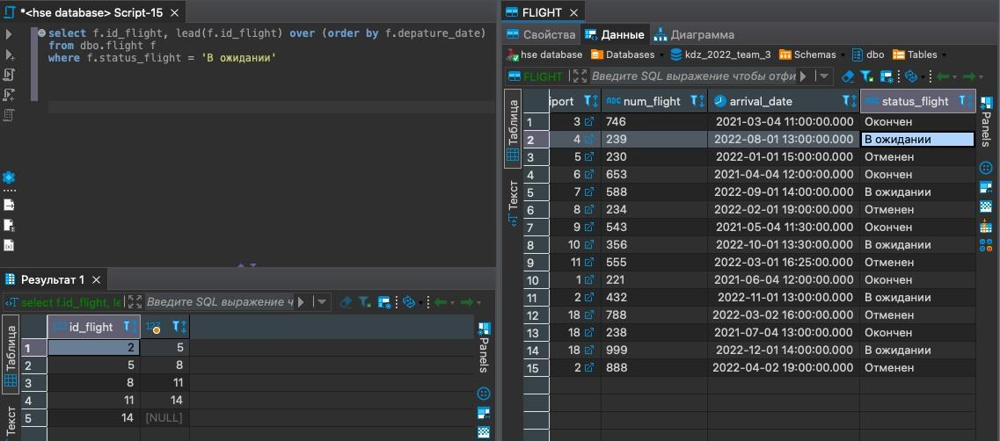 *<hse database> Script-15
select f.id_flight, lead(f.id_flight) over (order by f.depature_date)
from dbo.flight f
where f.status_flight = 'В ожидании'
Результат 1
select f.id_flight, le
Введите SQL выражение ч
Таблица
Текст
123 id_flight 123
1 2 5
2 5 8
3 8 11
4 11 14
5 14 [NULL]
Panels
FLIGHT
Свойства Данные Диаграмма
hse database Databases kdz_2022_team_3 Schemas dbo Tables
FLIGHT Введите SQL выражение чтобы отфи
Таблица
Текст
iport ABC num_flight arrival_date ABC status_flight
1 3 746 2021-03-04 11:00:00.000 Окончен
2 4 239 2022-08-01 13:00:00.000 В ожидании
3 5 230 2022-01-01 15:00:00.000 Отменен
4 6 653 2021-04-04 12:00:00.000 Окончен
5 7 588 2022-09-01 14:00:00.000 В ожидании
6 8 234 2022-02-01 19:00:00.000 Отменен
7 9 543 2021-05-04 11:30:00.000 Окончен
8 10 356 2022-10-01 13:30:00.000 В ожидании
9 11 555 2022-03-01 16:25:00.000 Отменен
10 1 221 2021-06-04 12:00:00.000 Окончен
11 2 432 2022-11-01 13:00:00.000 В ожидании
12 18 788 2022-03-02 16:00:00.000 Отменен
13 18 238 2021-07-04 13:00:00.000 Окончен
14 18 999 2022-12-01 14:00:00.000 В ожидании
15 2 888 2022-04-02 19:00:00.000 Отменен
Panels